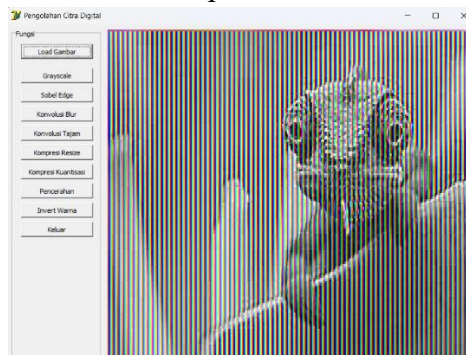 Pengolahan Citra Digital
Fungsi
Load Gambar
Grayscale
Sobel Edge
Konvolusi Blur
Konvolusi Tajam
Kompresi Resize
Kompresi Kuantisasi
Pencerahan
Invert Warna
Keluar